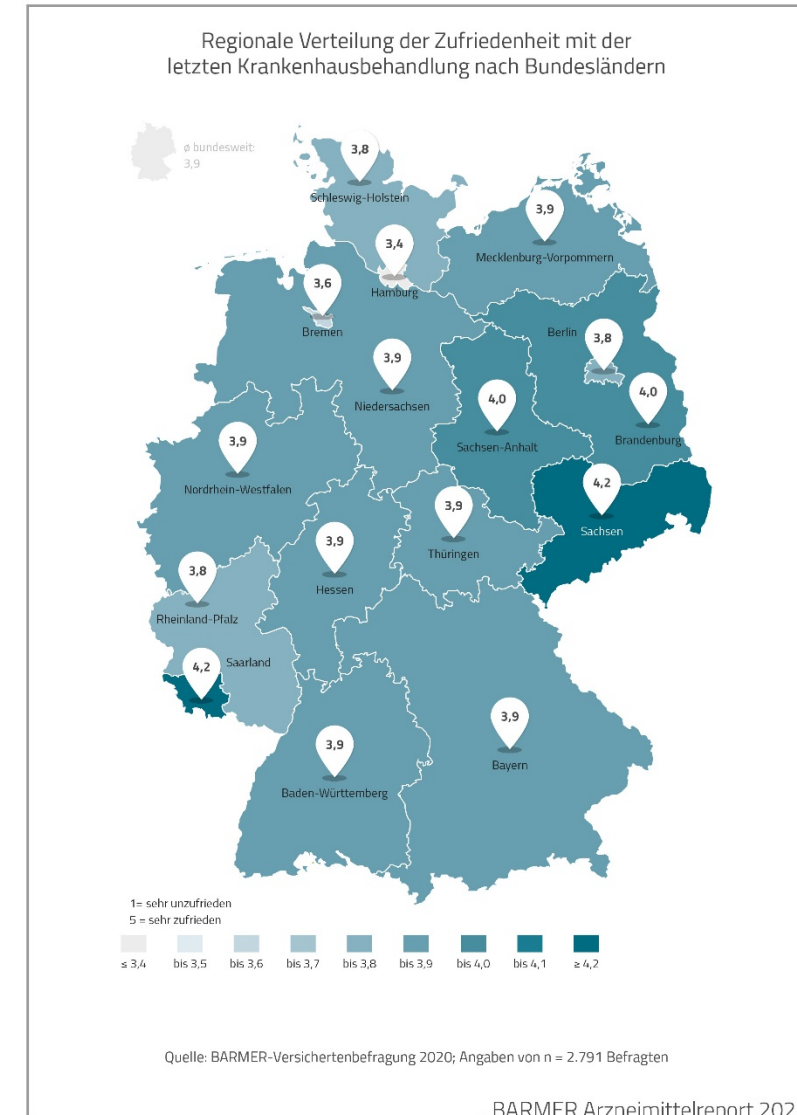 Regionale Verteilung der Zufriedenheit mit der
letzten Krankenhausbehandlung nach Bundesländern
ø bundesweit:
3,9
3,8
Schleswig-Holstein
3,9
Mecklenburg-Vorpommern
3,4
Hamburg
3,6
Bremen
Berlin
3,8
3,9
Niedersachsen
4,0
Sachsen-Anhalt
4,0
Brandenburg
3,9
Nordrhein-Westfalen
4,2
Sachsen
3,9
Thüringen
3,9
Hessen
3,8
Rheinland-Pfalz
Saarland
4,2
3,9
Bayern
3,9
Baden-Württemberg
1= sehr unzufrieden
5 = sehr zufrieden
≤ 3,4 bis 3,5 bis 3,6 bis 3,7 bis 3,8 bis 3,9 bis 4,0 bis 4,1 ≥ 4,2
Quelle: BARMER-Versichertenbefragung 2020; Angaben von n = 2.791 Befragten
BARMER Arzneimittelreport 202